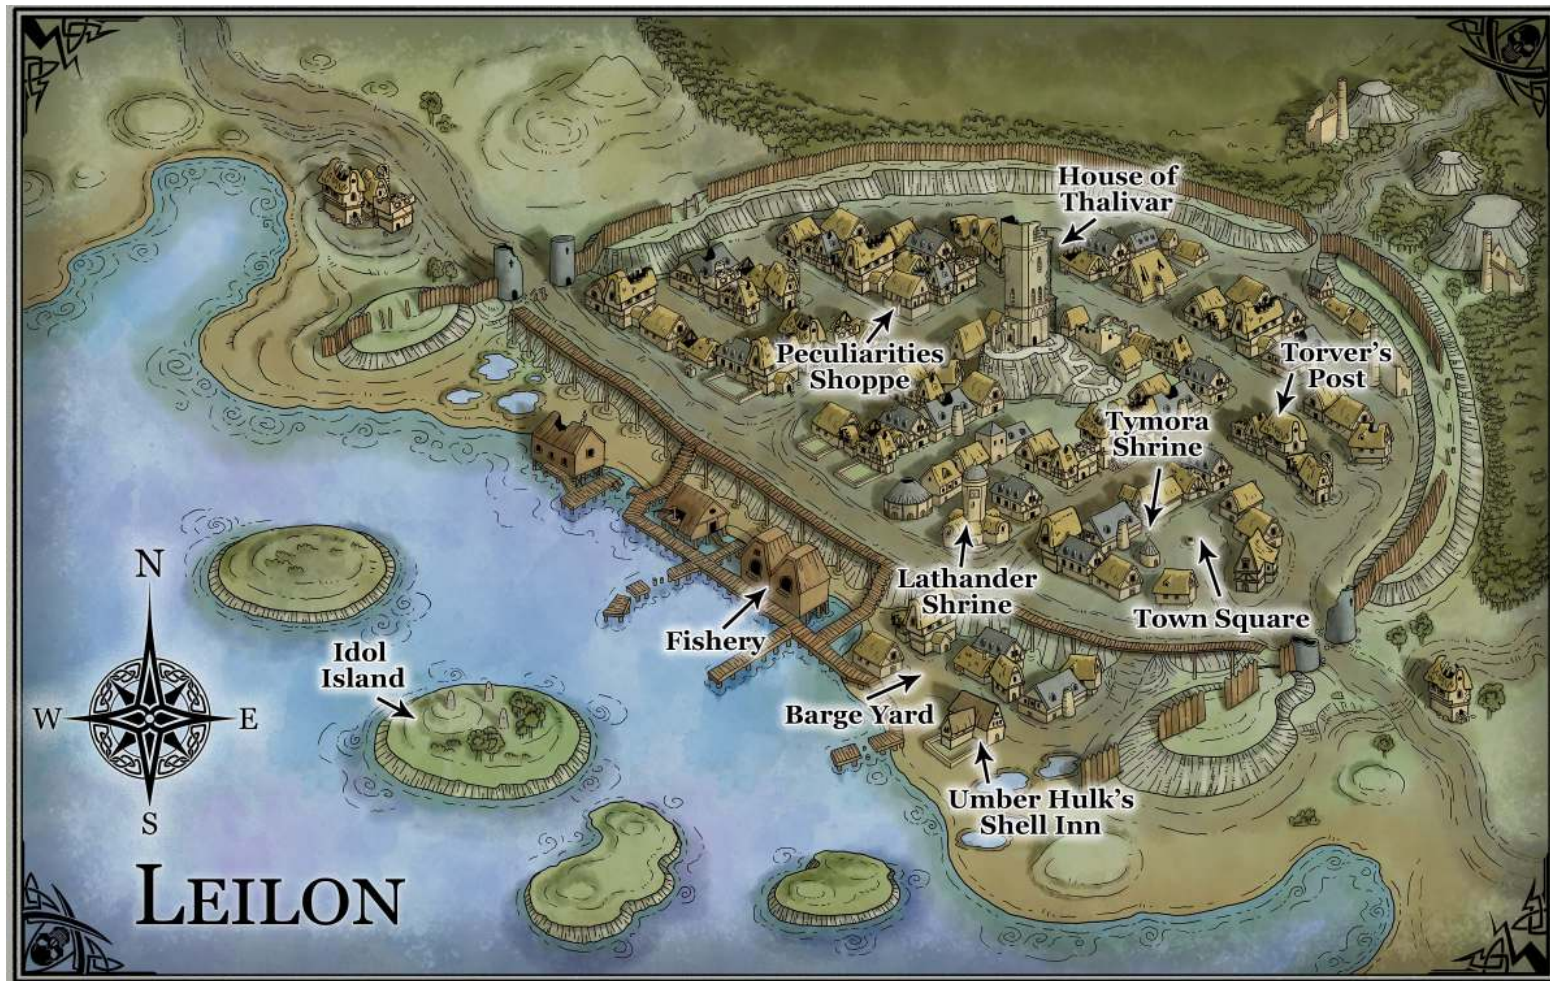 House of
Thalivar
Peculiarities
Shoppe
Torver's
Post
Tymora
Shrine
Lathander
Shrine
Town Square
Fishery
Idol
Island
Barge Yard
Umber Hulk's
Shell Inn
N
W
E
S
LEILON